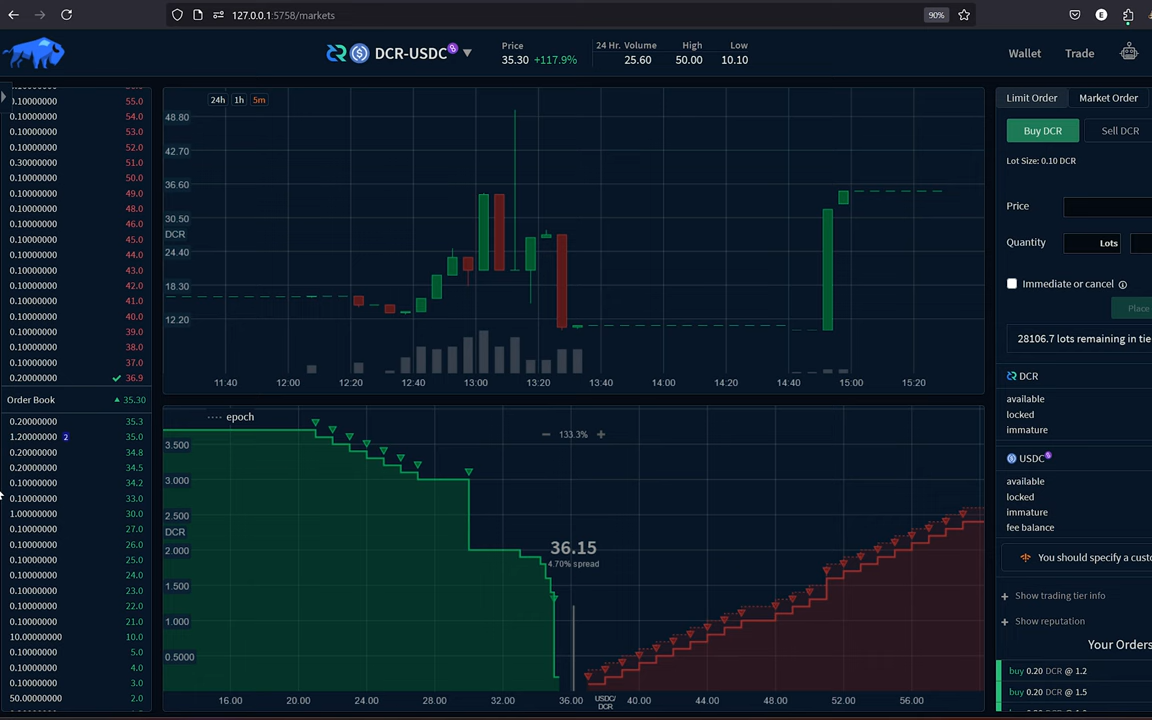 127.0.0.1:5758/markets
90%
E
DCR-USDC
Price
35.30 +117.9%
24 Hr. Volume High Low
25.60 50.00 10.10
Wallet Trade
0.10000000 55.0
0.10000000 54.0
0.10000000 53.0
0.10000000 52.0
0.30000000 51.0
0.10000000 50.0
0.10000000 49.0
0.10000000 48.0
0.10000000 46.0
0.10000000 45.0
0.10000000 44.0
0.10000000 43.0
0.10000000 42.0
0.10000000 41.0
0.10000000 40.0
0.10000000 39.0
0.10000000 38.0
0.10000000 37.0
0.20000000 36.9
Order Book 35.30
0.20000000 35.3
1.20000000 2 35.0
0.20000000 34.8
0.20000000 34.5
0.10000000 34.2
0.10000000 33.0
1.00000000 30.0
0.10000000 27.0
0.10000000 26.0
0.10000000 25.0
0.10000000 24.0
0.10000000 23.0
0.10000000 22.0
0.10000000 21.0
10.00000000 10.0
0.10000000 5.0
0.10000000 4.0
0.10000000 3.0
50.00000000 2.0
24h 1h 5m
48.80
42.70
36.60
30.50
DCR
24.40
18.30
12.20
11:40 12:00 12:20 12:40 13:00 13:20 13:40 14:00 14:20 14:40 15:00 15:20
epoch
133.3%
3.500
3.000
2.500
DCR
2.000
1.500
1.000
0.5000
36.15
4.70% spread
16.00 20.00 24.00 28.00 32.00 36.00 USDC/ 40.00 44.00 48.00 52.00 56.00
DCR
Limit Order Market Order
Buy DCR Sell DCR
Lot Size: 0.10 DCR
Price
Quantity Lots
Immediate or cancel
Place
28106.7 lots remaining in tie
DCR
available
locked
immature
USDC
available
locked
immature
fee balance
You should specify a custo
Show trading tier info
Show reputation
Your Orders
buy 0.20 DCR @ 1.2
buy 0.20 DCR @ 1.5